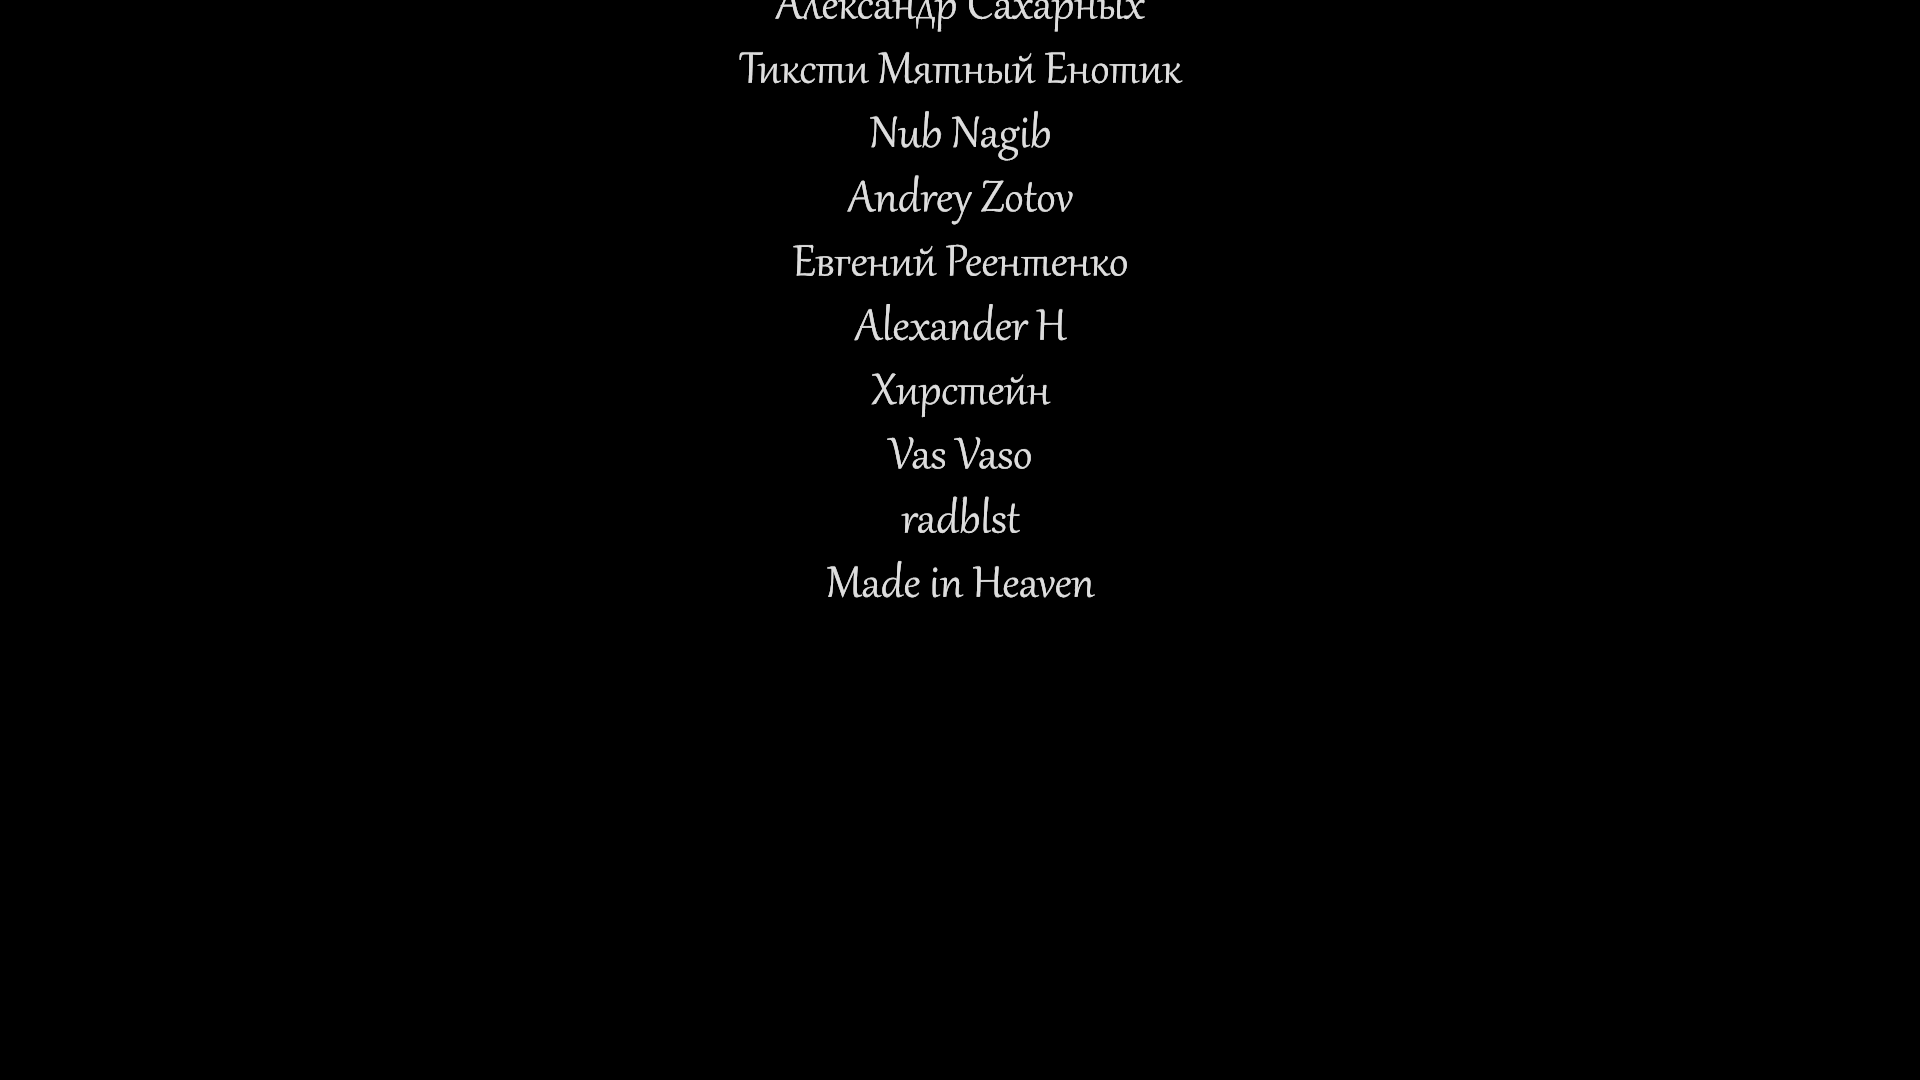 Александр Сахарных
Тиксти Мятный Енотик
Nub Nagib
Andrey Zotov
Евгений Реентенко
Alexander H
Хирстейн
Vas Vaso
radblst
Made in Heaven